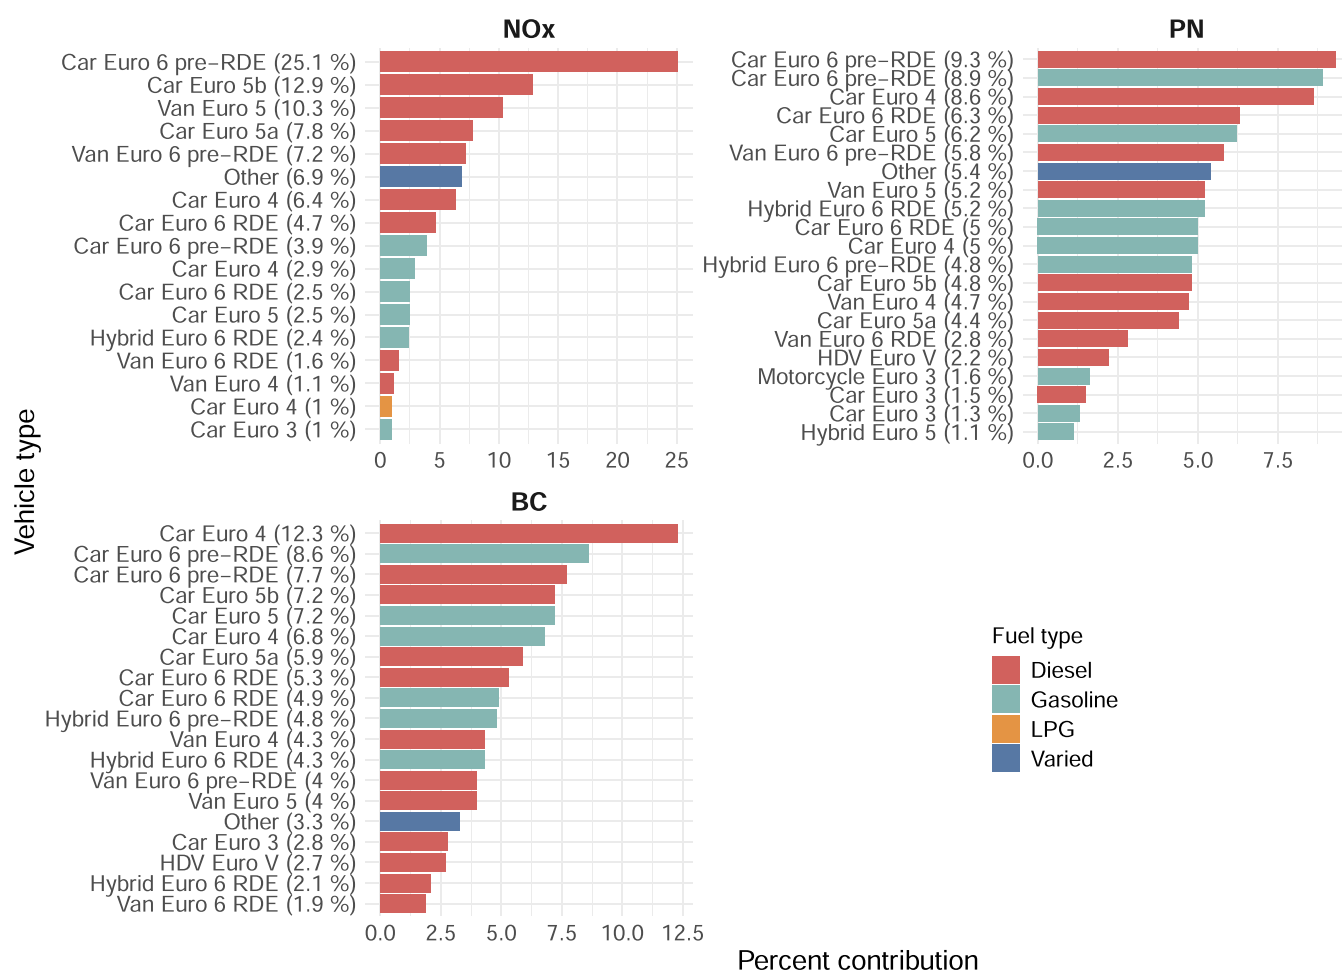 NOx
Car Euro 6 pre−RDE (25.1 %)
Car Euro 5b (12.9 %)
Van Euro 5 (10.3 %)
Car Euro 5a (7.8 %)
Van Euro 6 pre−RDE (7.2 %)
Other (6.9 %)
Car Euro 4 (6.4 %)
Car Euro 6 RDE (4.7 %)
Car Euro 6 pre−RDE (3.9 %)
Car Euro 4 (2.9 %)
Car Euro 6 RDE (2.5 %)
Car Euro 5 (2.5 %)
Hybrid Euro 6 RDE (2.4 %)
Van Euro 6 RDE (1.6 %)
Van Euro 4 (1.1 %)
Car Euro 4 (1 %)
Car Euro 3 (1 %)
0 5 10 15 20 25
PN
Car Euro 6 pre−RDE (9.3 %)
Car Euro 6 pre−RDE (8.9 %)
Car Euro 4 (8.6 %)
Car Euro 6 RDE (6.3 %)
Car Euro 5 (6.2 %)
Van Euro 6 pre−RDE (5.8 %)
Other (5.4 %)
Van Euro 5 (5.2 %)
Hybrid Euro 6 RDE (5.2 %)
Car Euro 6 RDE (5 %)
Car Euro 4 (5 %)
Hybrid Euro 6 pre−RDE (4.8 %)
Car Euro 5b (4.8 %)
Van Euro 4 (4.7 %)
Car Euro 5a (4.4 %)
Van Euro 6 RDE (2.8 %)
HDV Euro V (2.2 %)
Motorcycle Euro 3 (1.6 %)
Car Euro 3 (1.5 %)
Car Euro 3 (1.3 %)
Hybrid Euro 5 (1.1 %)
0.0 2.5 5.0 7.5
Vehicle type
BC
Car Euro 4 (12.3 %)
Car Euro 6 pre−RDE (8.6 %)
Car Euro 6 pre−RDE (7.7 %)
Car Euro 5b (7.2 %)
Car Euro 5 (7.2 %)
Car Euro 4 (6.8 %)
Car Euro 5a (5.9 %)
Car Euro 6 RDE (5.3 %)
Car Euro 6 RDE (4.9 %)
Hybrid Euro 6 pre−RDE (4.8 %)
Van Euro 4 (4.3 %)
Hybrid Euro 6 RDE (4.3 %)
Van Euro 6 pre−RDE (4 %)
Van Euro 5 (4 %)
Other (3.3 %)
Car Euro 3 (2.8 %)
HDV Euro V (2.7 %)
Hybrid Euro 6 RDE (2.1 %)
Van Euro 6 RDE (1.9 %)
0.0 2.5 5.0 7.5 10.0 12.5
Fuel type
Diesel
Gasoline
LPG
Varied
Percent contribution